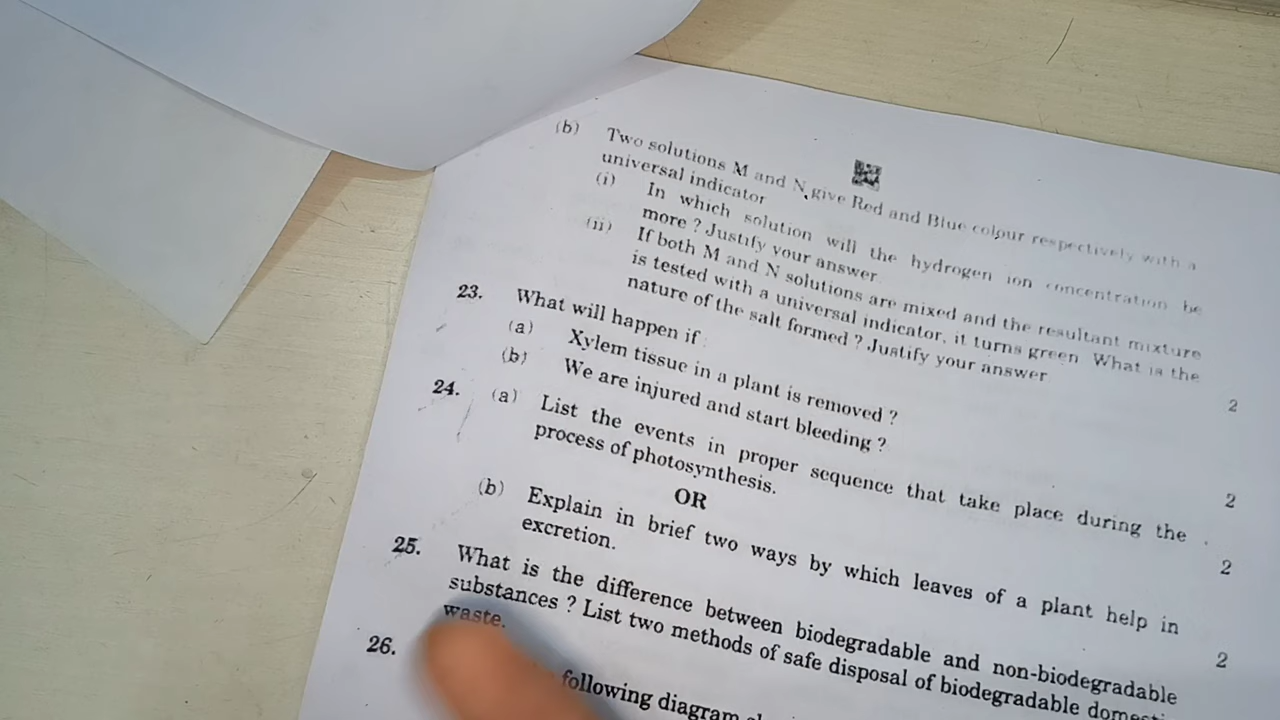 (b) Two solutions M and N give Red and Blue colour respectively with a
universal indicator
(i) In which solution will the hydrogen ion concentration be
more ? Justify your answer.
(ii) If both M and N solutions are mixed and the resultant mixture
is tested with a universal indicator, it turns green. What is the
nature of the salt formed ? Justify your answer 2
23. What will happen if
(a) Xylem tissue in a plant is removed ?
(b) We are injured and start bleeding ? 2
24. (a) List the events in proper sequence that take place during the
process of photosynthesis. 2
OR
(b) Explain in brief two ways by which leaves of a plant help in
excretion. 2
25. What is the difference between biodegradable and non-biodegradable
substances ? List two methods of safe disposal of biodegradable
waste.
26. following diagram